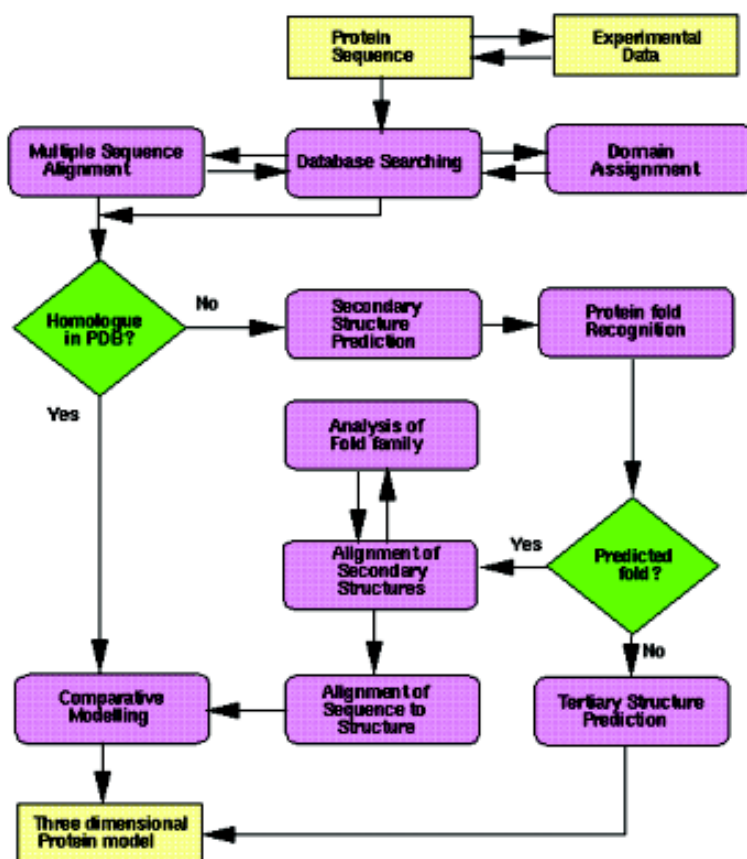 Protein
Sequence
Experimental
Data
Multiple Sequence
Alignment
Database Searching
Domain
Assignment
Homologue
in PDB?
No
Secondary
Structure
Prediction
Protein fold
Recognition
Yes
Analysis of
Fold family
Alignment of
Secondary
Structures
Yes
Predicted
fold?
No
Comparative
Modelling
Alignment of
Sequence to
Structure
Tertiary Structure
Prediction
Three dimensional
Protein model